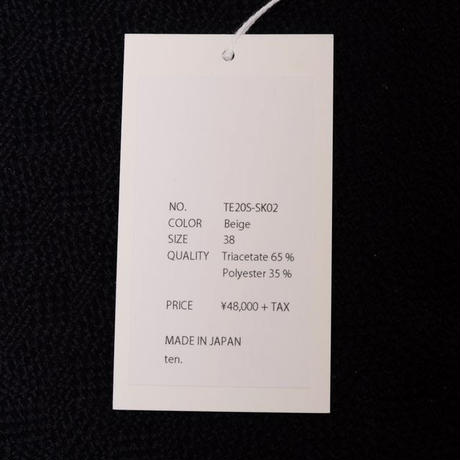 NO. TE20S-SK02
COLOR Beige
SIZE 38
QUALITY Triacetate 65 %
Polyester 35 %
PRICE ¥48,000 + TAX
MADE IN JAPAN
ten.